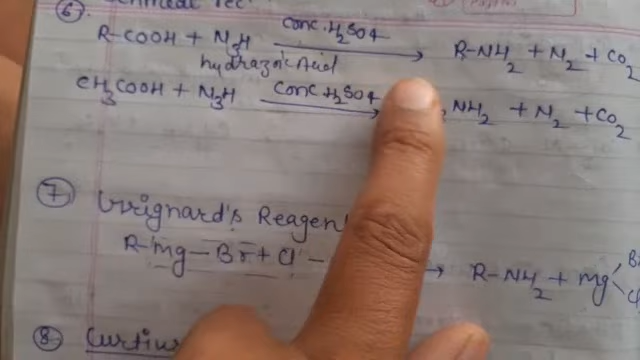 ⑥.
R-COOH + N₃H —conc. H₂SO₄→ R-NH₂ + N₂ + CO₂
hydrazoic Acid
CH₃COOH + N₃H —conc. H₂SO₄→ NH₂ + N₂ + CO₂
⑦ Grignard's Reagent
R-Mg-Br + Cl- → R-NH₂ + Mg
⑧ Curtius